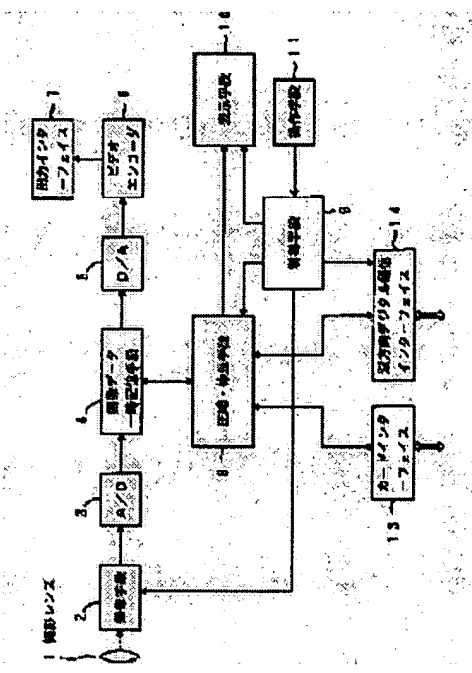 1 撮影レンズ
2
撮像手段
3
A/D
4
画像データ
一時記憶手段
5
D/A
6
ビデオ
エンコーダ
7
出力インタ
ーフェイス
8
圧縮・伸長手段
9
制御手段
10
表示手段
11
操作手段
13
カードインタ
ーフェイス
14
双方向デジタル通信
インターフェイス